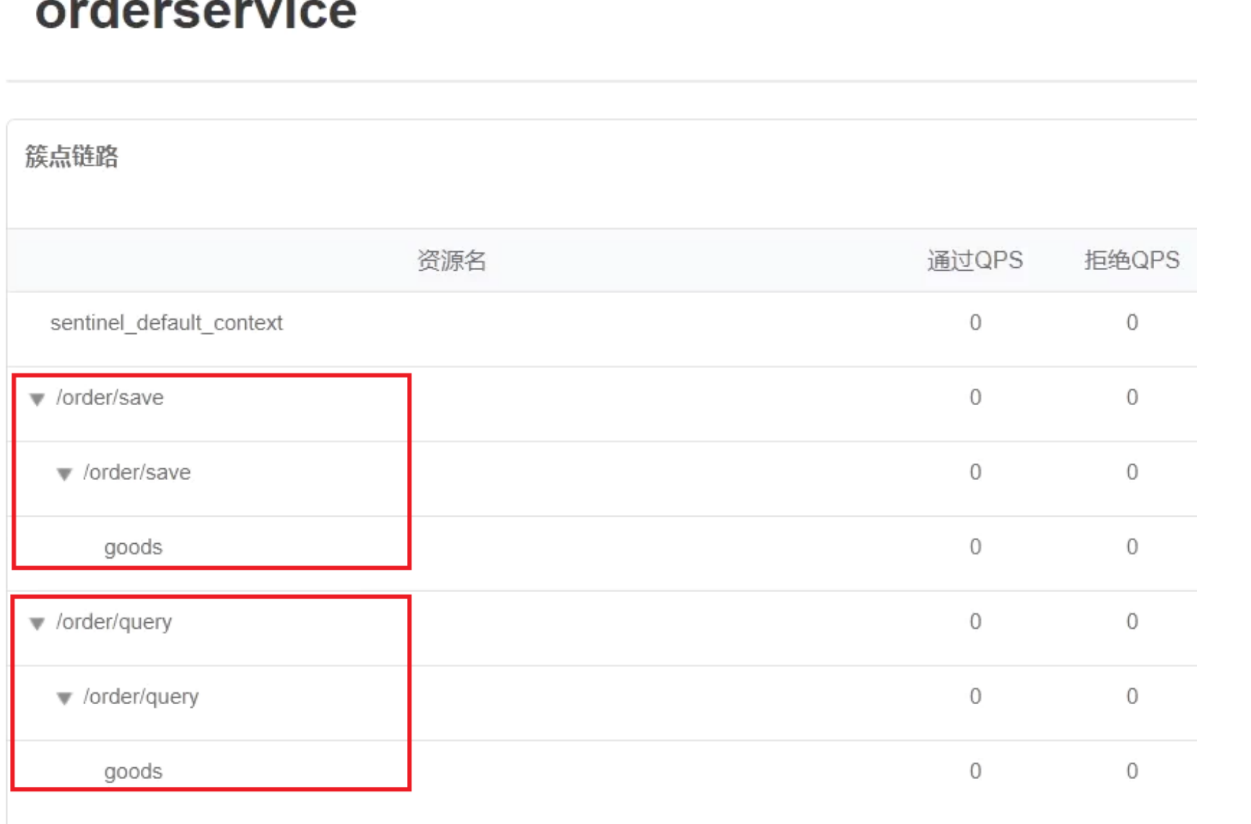 orderservice
簇点链路
资源名 通过QPS 拒绝QPS
sentinel_default_context 0 0
/order/save 0 0
/order/save 0 0
goods 0 0
/order/query 0 0
/order/query 0 0
goods 0 0